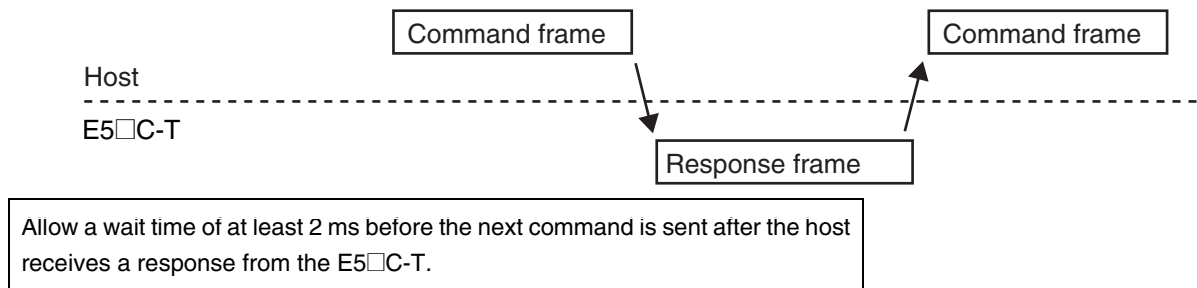 Command frame
Command frame
Host
E5□C-T
Response frame
Allow a wait time of at least 2 ms before the next command is sent after the host
receives a response from the E5□C-T.